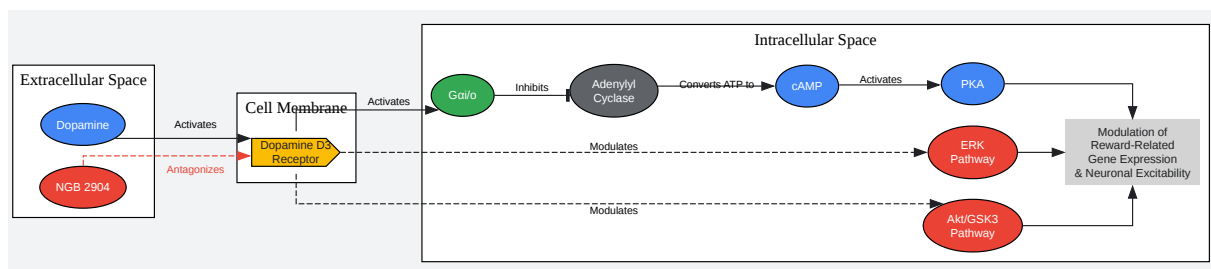 Extracellular Space
Dopamine
NGB 2904
Activates
Antagonizes
Cell Membrane
Dopamine D3
Receptor
Activates
Modulates
Modulates
Intracellular Space
Gαi/o
Inhibits
Adenylyl
Cyclase
Converts ATP to
cAMP
Activates
PKA
ERK
Pathway
Akt/GSK3
Pathway
Modulation of
Reward-Related
Gene Expression
& Neuronal Excitability